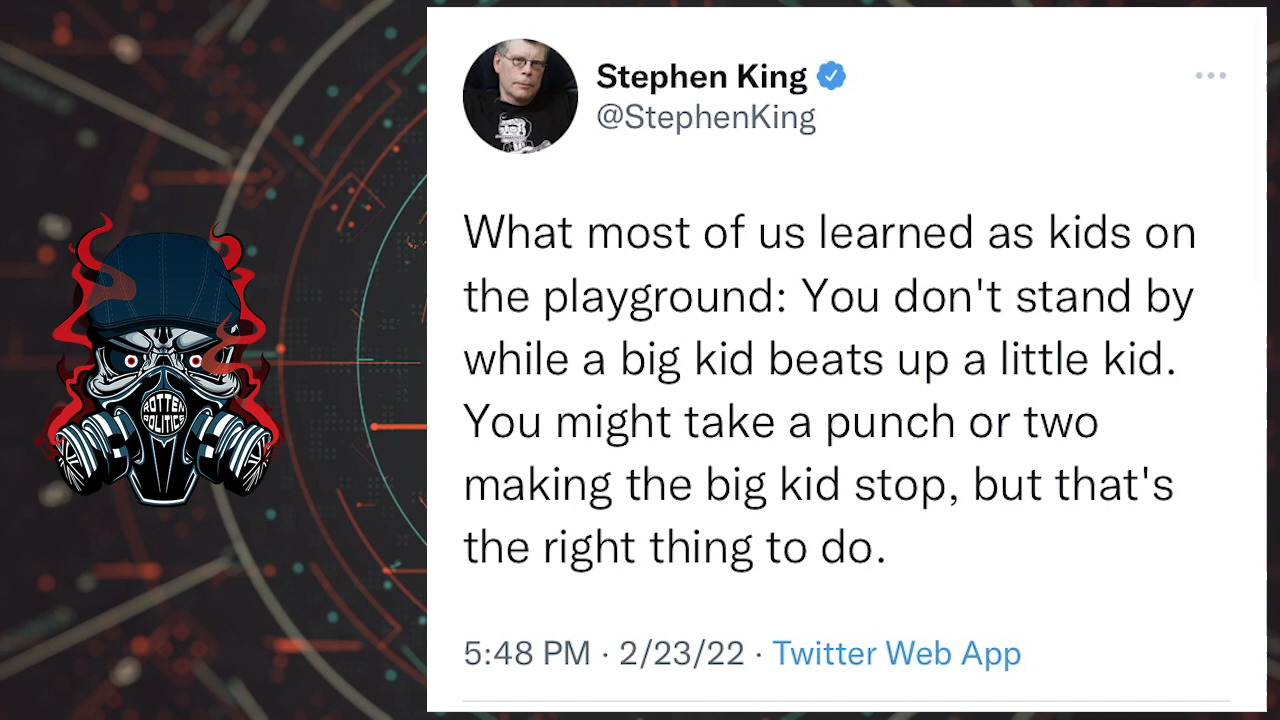 Stephen King
@StephenKing
What most of us learned as kids on
the playground: You don't stand by
while a big kid beats up a little kid.
You might take a punch or two
making the big kid stop, but that's
the right thing to do.
5:48 PM · 2/23/22 · Twitter Web App
ROTTEN
POLITICS